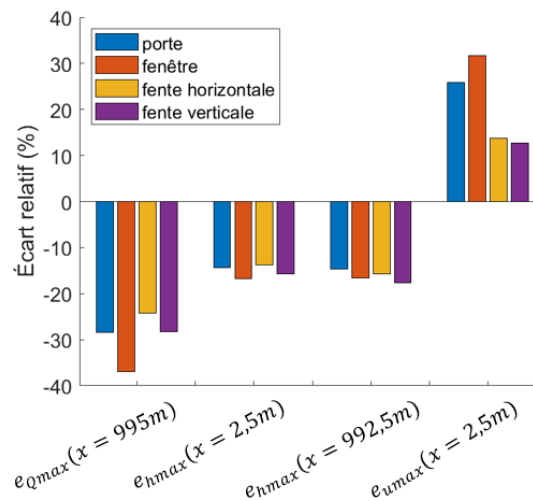 40
30
20
10
0
-10
-20
-30
-40
Écart relatif (%)
porte
fenêtre
fente horizontale
fente verticale
e_Qmax(x = 995m)
e_hmax(x = 2,5m)
e_hmax(x = 992,5m)
e_umax(x = 2,5m)